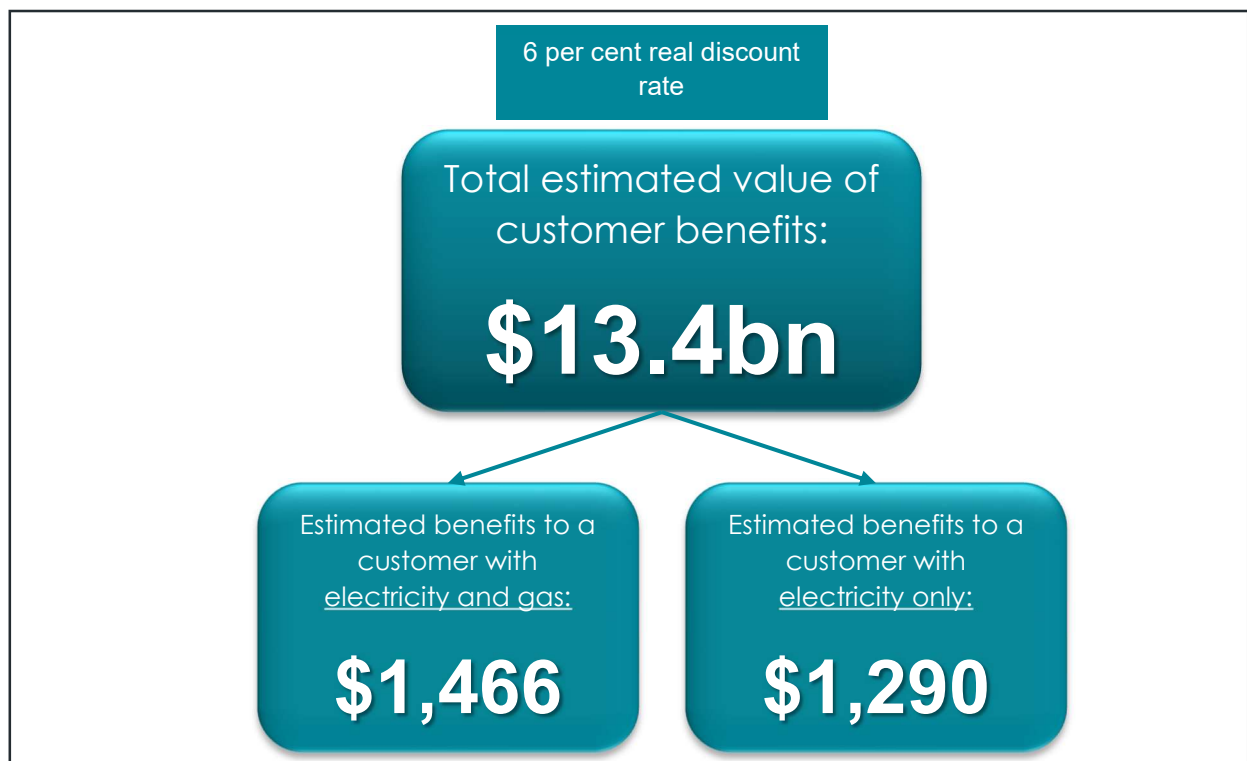 6 per cent real discount
rate
Total estimated value of
customer benefits:
$13.4bn
Estimated benefits to a
customer with
electricity and gas:
$1,466
Estimated benefits to a
customer with
electricity only:
$1,290